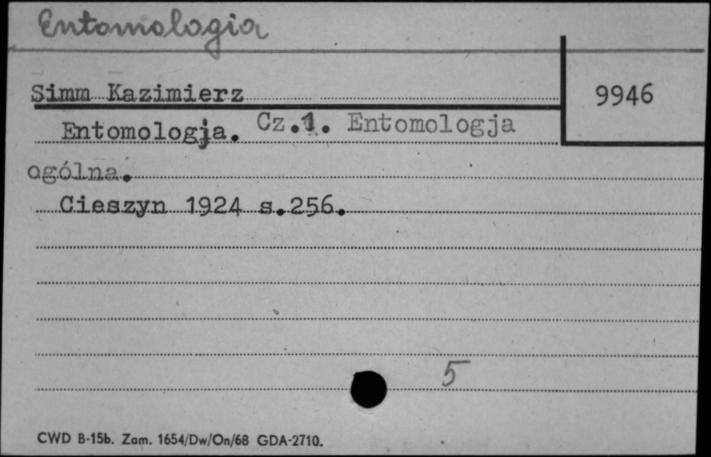 Entomologia
Simm Kazimierz
9946
Entomologja. Cz.1. Entomologja
ogólna.
Cieszyn 1924 s.256.
5
CWD B-15b. Zam. 1654/Dw/On/68 GDA-2710.